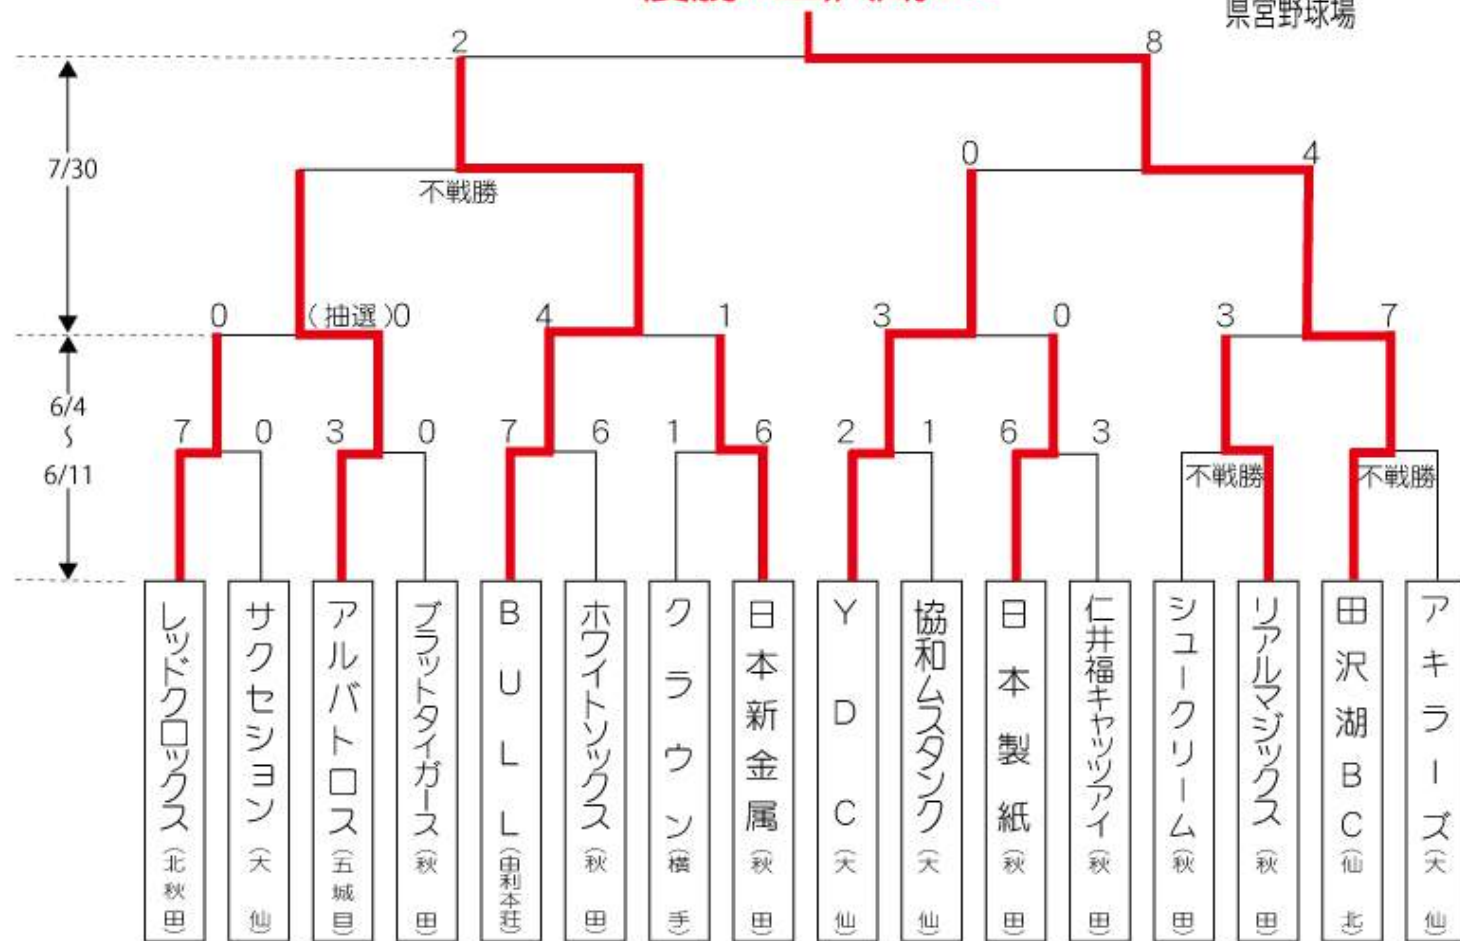 県営野球場
2
8
7/30
不戦勝
0
4
0
(抽選)0
4
1
3
0
3
7
6/4
~
6/11
7
0
3
0
7
6
1
6
2
1
6
3
不戦勝
不戦勝
レッドクロックス(北秋田)
サクセション(大仙)
アルバトロス(五城目)
ブラットタイガース(秋田)
BULL(由利本荘)
ホワイトソックス(秋田)
クラウン(横手)
日本新金属(秋田)
YDC(大仙)
協和ムスタング(大仙)
日本製紙(秋田)
仁井福キャッツアイ(秋田)
シュークリーム(秋田)
リアルマジックス(秋田)
田沢湖BC(仙北)
アキラーズ(大仙)